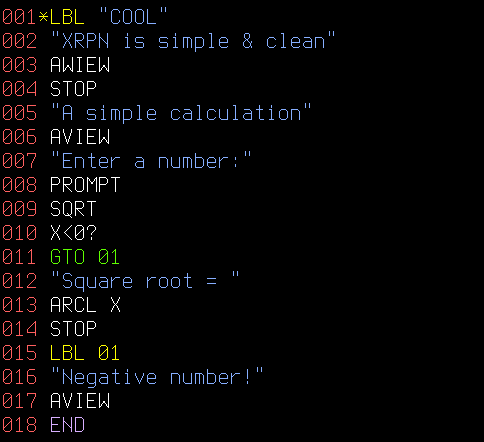 001*LBL "COOL"
002 "XRPN is simple & clean"
003 AWIEW
004 STOP
005 "A simple calculation"
006 AVIEW
007 "Enter a number:"
008 PROMPT
009 SQRT
010 X<0?
011 GTO 01
012 "Square root = "
013 ARCL X
014 STOP
015 LBL 01
016 "Negative number!"
017 AVIEW
018 END